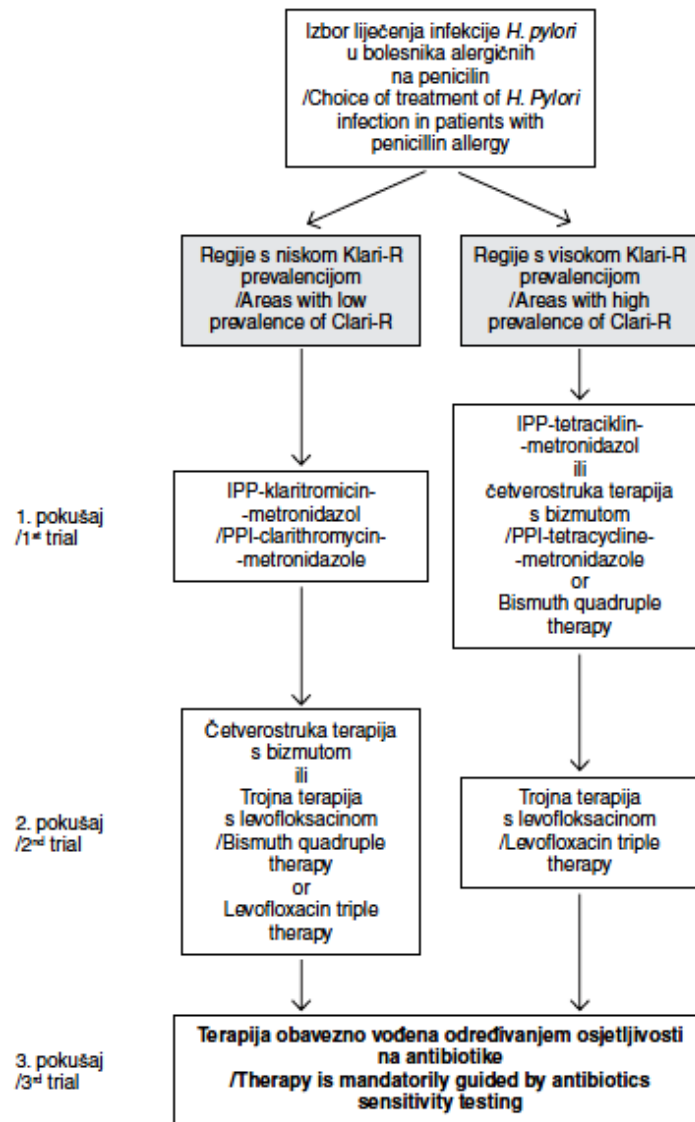 Izbor liječenja infekcije H. pylori
u bolesnika alergičnih
na penicilin
/Choice of treatment of H. Pylori
infection in patients with
penicillin allergy
Regije s niskom Klari-R
prevalencijom
/Areas with low
prevalence of Clari-R
Regije s visokom Klari-R
prevalencijom
/Areas with high
prevalence of Clari-R
1. pokušaj
/1st trial
IPP-klaritromicin-
-metronidazol
/PPI-clarithromycin-
-metronidazole
IPP-tetraciklin-
-metronidazol
ili
četverostruka terapija
s bizmutom
/PPI-tetracycline-
-metronidazole
or
Bismuth quadruple
therapy
2. pokušaj
/2nd trial
Četverostruka terapija
s bizmutom
ili
Trojna terapija
s levofloksacinom
/Bismuth quadruple
therapy
or
Levofloxacin triple
therapy
Trojna terapija
s levofloksacinom
/Levofloxacin triple
therapy
3. pokušaj
/3rd trial
Terapija obavezno vođena određivanjem osjetljivosti
na antibiotike
/Therapy is mandatorily guided by antibiotics
sensitivity testing